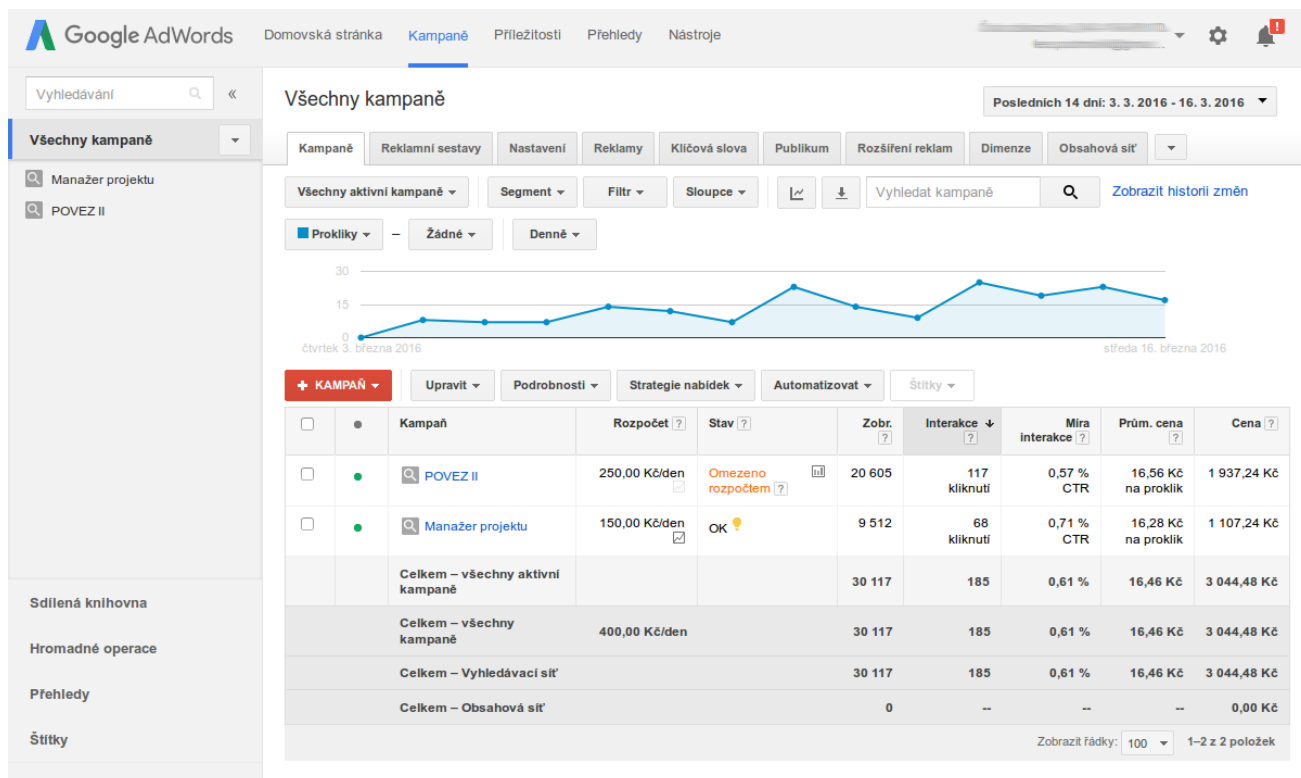 Google AdWords Domovská stránka Kampaně Příležitosti Přehledy Nástroje !
Vyhledávání «
Všechny kampaně
Manažer projektu
POVEZ II
Všechny kampaně Posledních 14 dní: 3. 3. 2016 - 16. 3. 2016
Kampaně Reklamní sestavy Nastavení Reklamy Klíčová slova Publikum Rozšíření reklam Dimenze Obsahová síť
Všechny aktivní kampaně Segment Filtr Sloupce Vyhledat kampaně Zobrazit historii změn
Prokliky – Žádné Denně
30
15
0
čtvrtek 3. března 2016 středa 16. března 2016
+ KAMPAŇ Upravit Podrobnosti Strategie nabídek Automatizovat Štítky
Kampaň Rozpočet ? Stav ? Zobr. Interakce Míra Prům. cena Cena ?
? ? interakce ? ?
POVEZ II 250,00 Kč/den Omezeno 20 605 117 0,57 % 16,56 Kč 1 937,24 Kč
rozpočtem ? kliknutí CTR na proklik
Manažer projektu 150,00 Kč/den OK 9 512 68 0,71 % 16,28 Kč 1 107,24 Kč
kliknutí CTR na proklik
Celkem – všechny aktivní
kampaně 30 117 185 0,61 % 16,46 Kč 3 044,48 Kč
Celkem – všechny
kampaně 400,00 Kč/den 30 117 185 0,61 % 16,46 Kč 3 044,48 Kč
Celkem – Vyhledávací síť 30 117 185 0,61 % 16,46 Kč 3 044,48 Kč
Celkem – Obsahová síť 0 -- -- -- 0,00 Kč
Zobrazit řádky: 100 1–2 z 2 položek
Sdílená knihovna
Hromadné operace
Přehledy
Štítky